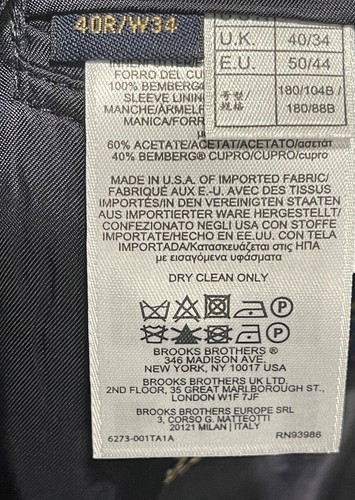 40R/W34
U.K. 40/34
E.U. 50/44
号型/规格 180/104B / 180/88B
FORRO DEL CU
100% BEMBERG
SLEEVE LININ
MANCHE/ÄRMELF
MANICA/FORR
60% ACETATE/ACETAT/ACETATO/ασετάτ
40% BEMBERG® CUPRO/CUPRO/cupro
MADE IN U.S.A. OF IMPORTED FABRIC/
FABRIQUÉ AUX E.-U. AVEC DES TISSUS
IMPORTÉS/IN DEN VEREINIGTEN STAATEN
AUS IMPORTIERTER WARE HERGESTELLT/
CONFEZIONATO NEGLI USA CON STOFFE
IMPORTATE/HECHO EN EE.UU. CON TELA
IMPORTADA/Κατασκευάζεται στις ΗΠΑ
με εισαγόμενα υφάσματα
DRY CLEAN ONLY
BROOKS BROTHERS ®
346 MADISON AVE.
NEW YORK, NY 10017 USA
BROOKS BROTHERS UK LTD.
2ND FLOOR, 35 GREAT MARLBOROUGH ST.,
LONDON W1F 7JF
BROOKS BROTHERS EUROPE SRL
3, CORSO G. MATTEOTTI
20121 MILAN | ITALY
6273-001TA1A RN93986